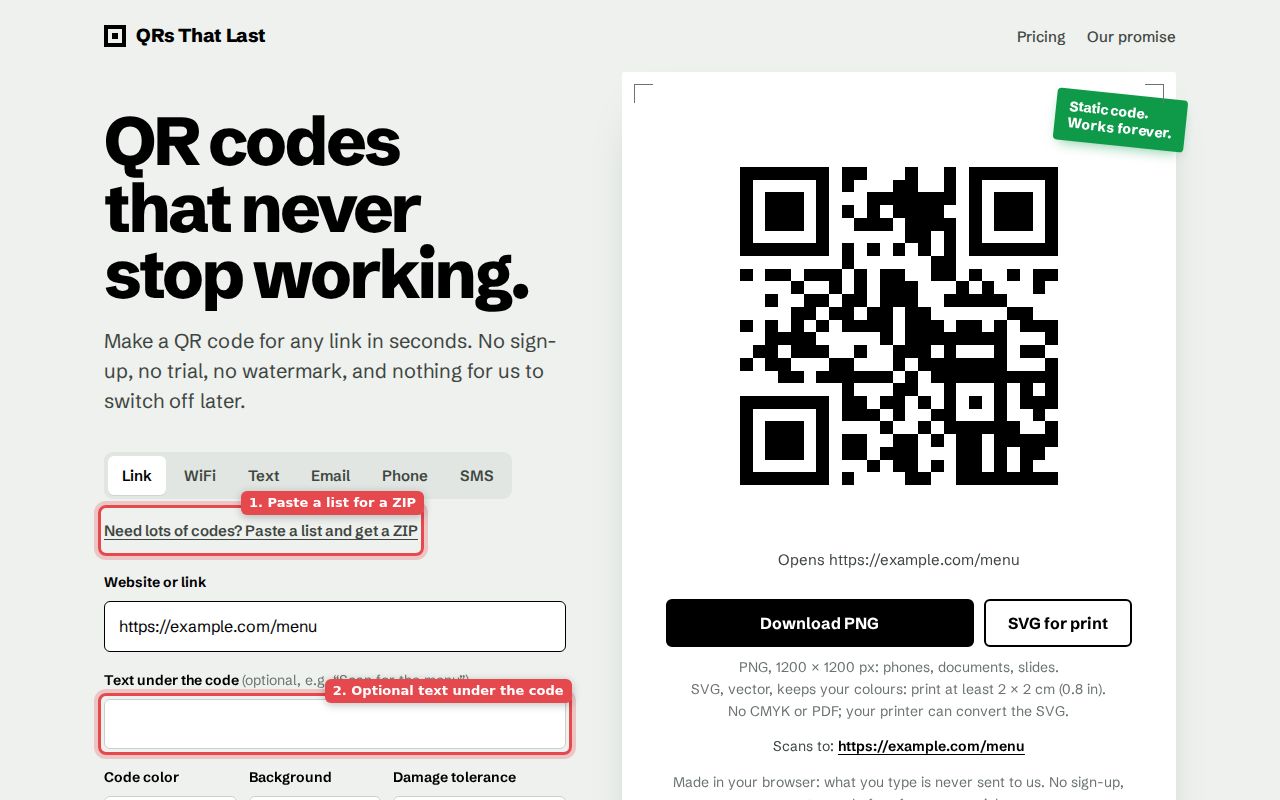 QRs That Last
Pricing
Our promise
QR codes
that never
stop working.
Make a QR code for any link in seconds. No sign-
up, no trial, no watermark, and nothing for us to
switch off later.
Link
WiFi
Text
Email
Phone
SMS
1. Paste a list for a ZIP
Need lots of codes? Paste a list and get a ZIP
Website or link
https://example.com/menu
Text under the code (optional, e.g.
2. Optional text under the code
Code color
Background
Damage tolerance
Static code.
Works forever.
Opens https://example.com/menu
Download PNG
SVG for print
PNG, 1200 × 1200 px: phones, documents, slides.
SVG, vector, keeps your colours: print at least 2 × 2 cm (0.8 in).
No CMYK or PDF; your printer can convert the SVG.
Scans to: https://example.com/menu
Made in your browser: what you type is never sent to us. No sign-up,